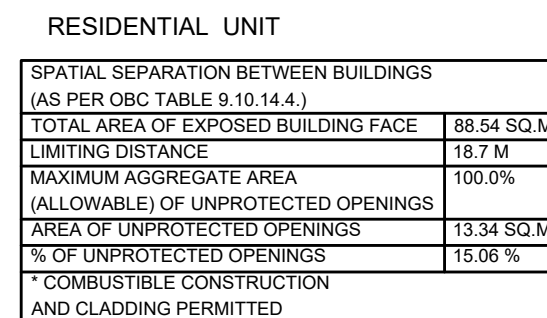 RESIDENTIAL UNIT
SPATIAL SEPARATION BETWEEN BUILDINGS
(AS PER OBC TABLE 9.10.14.4.)
TOTAL AREA OF EXPOSED BUILDING FACE 88.54 SQ.M
LIMITING DISTANCE 18.7 M
MAXIMUM AGGREGATE AREA 100.0%
(ALLOWABLE) OF UNPROTECTED OPENINGS
AREA OF UNPROTECTED OPENINGS 13.34 SQ.M
% OF UNPROTECTED OPENINGS 15.06 %
* COMBUSTIBLE CONSTRUCTION
AND CLADDING PERMITTED